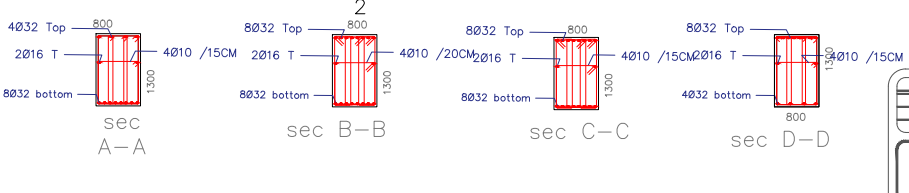 2
4Ø32 Top
800
2Ø16 T
4Ø10 /15CM
1300
8Ø32 bottom
sec
A-A
8Ø32 Top
800
2Ø16 T
4Ø10 /20CM
1300
8Ø32 bottom
sec B-B
8Ø32 Top
800
2Ø16 T
4Ø10 /15CM
1300
8Ø32 bottom
sec C-C
8Ø32 Top
800
2Ø16 T
4Ø10 /15CM
1300
4Ø32 bottom
800
sec D-D